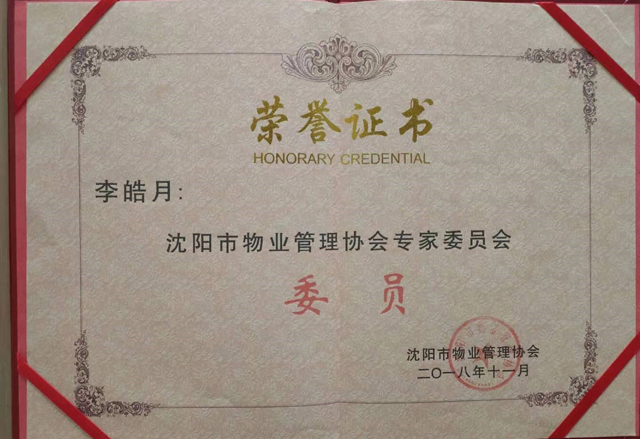 荣誉证书
HONORARY CREDENTIAL
李皓月:
沈阳市物业管理协会专家委员会
委员
沈阳市物业管理协会
二〇一八年十一月